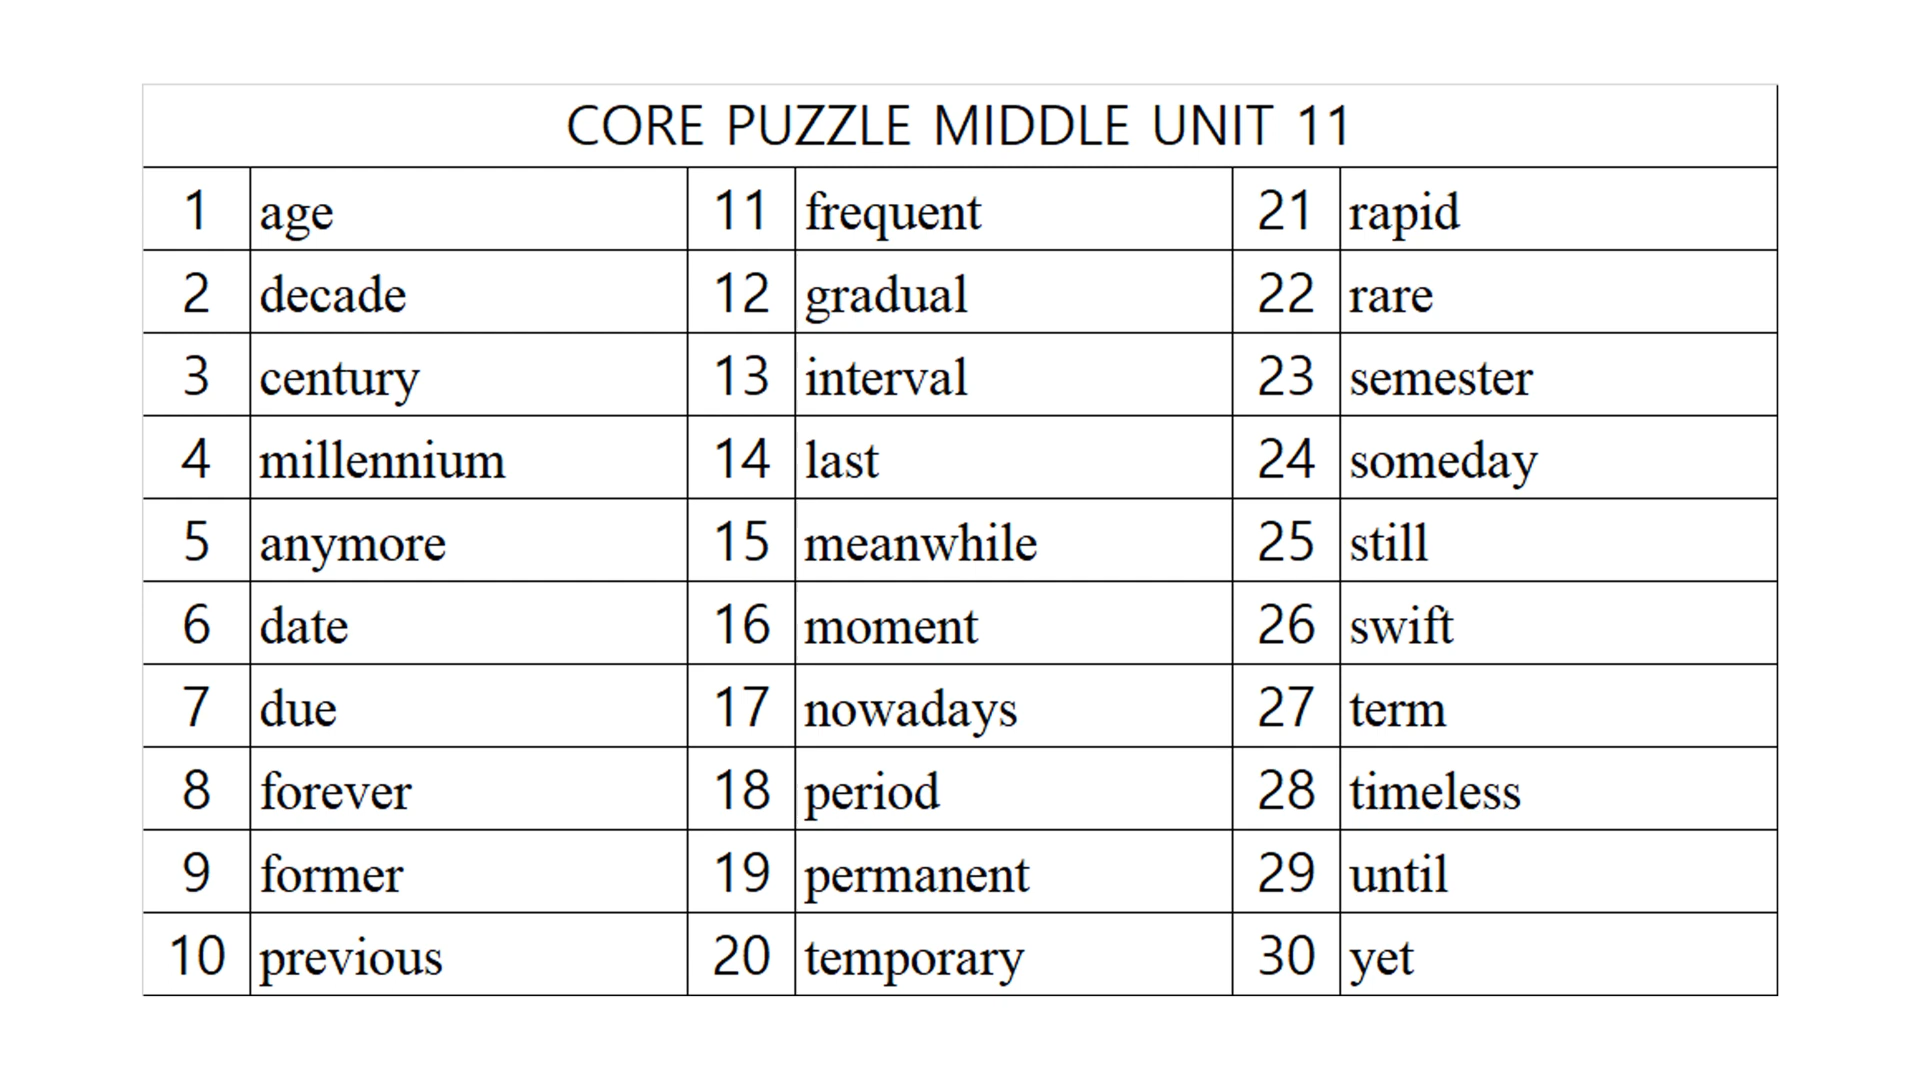 CORE PUZZLE MIDDLE UNIT 11
1 age 11 frequent 21 rapid
2 decade 12 gradual 22 rare
3 century 13 interval 23 semester
4 millennium 14 last 24 someday
5 anymore 15 meanwhile 25 still
6 date 16 moment 26 swift
7 due 17 nowadays 27 term
8 forever 18 period 28 timeless
9 former 19 permanent 29 until
10 previous 20 temporary 30 yet